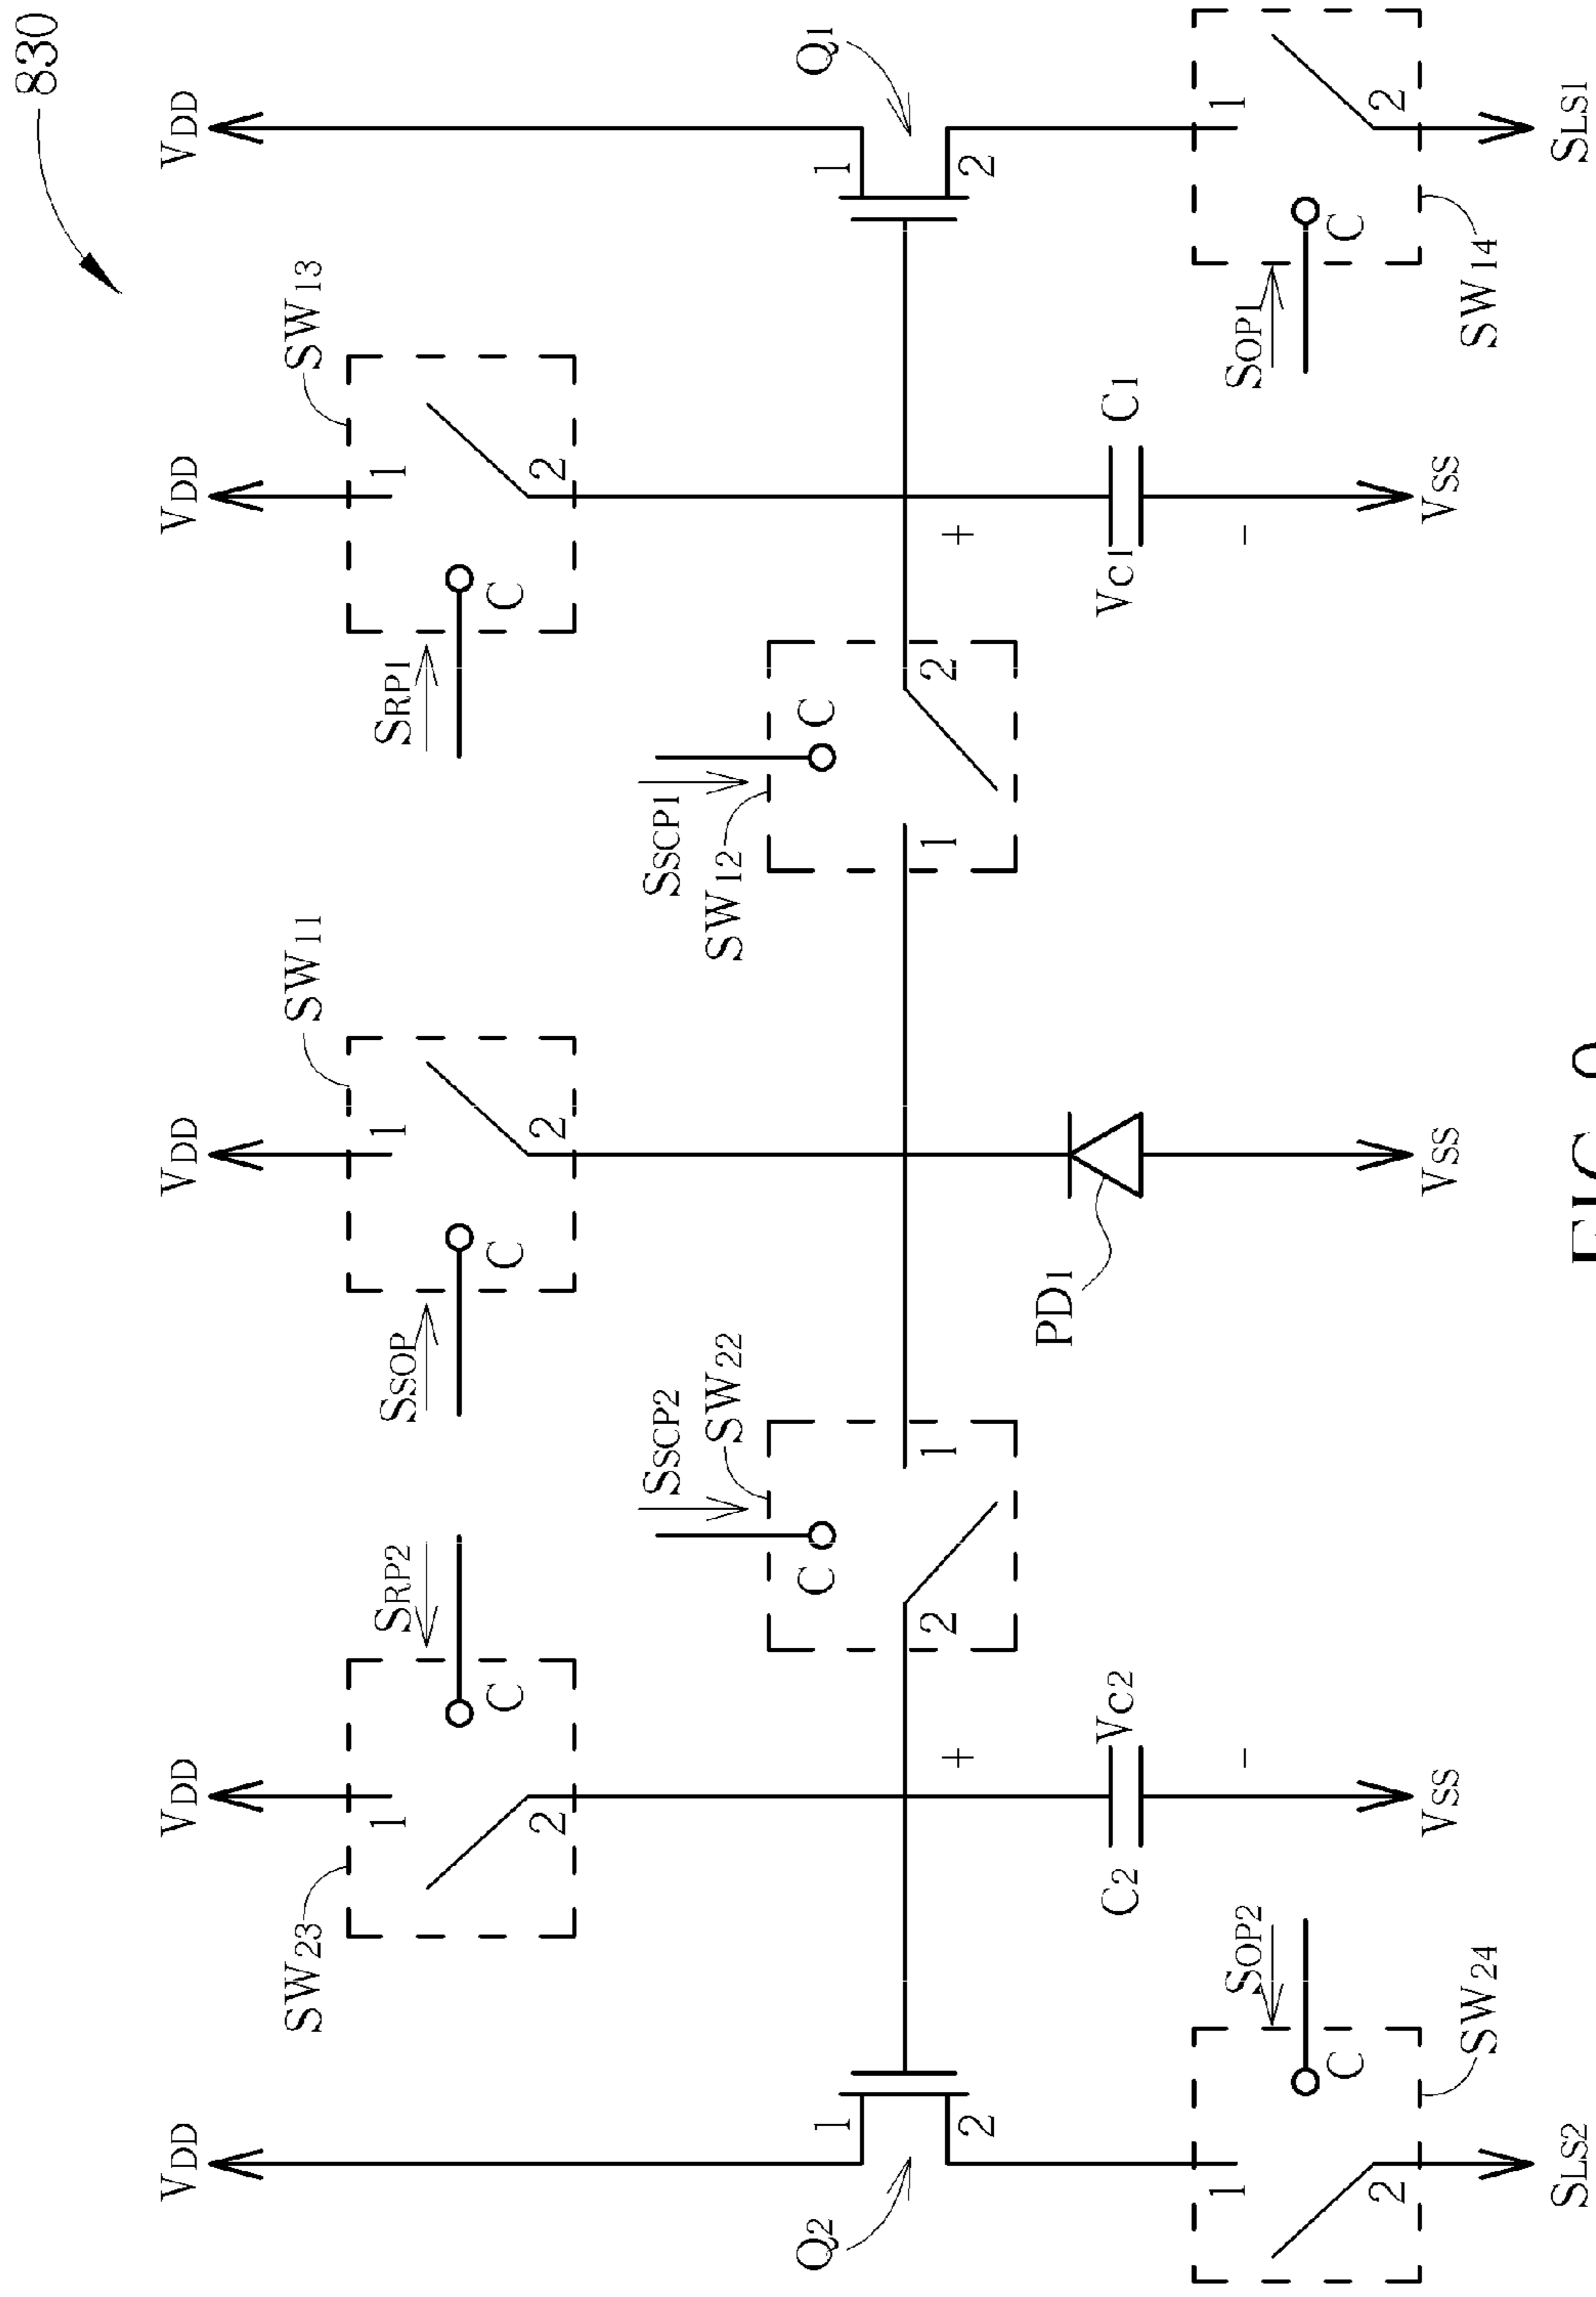 830
VDD
VDD
VDD
VDD
VDD
SW23
SW11
SW13
1
SRP2
SSOP
1
SRP1
1
C
C
C
2
2
2
SSCP2
SSCP1
SW22
SW12
Q2
1
C
C
1
Q1
2
1
1
2
2
2
+
+
PD1
C2
VC2
VC1
C1
-
-
1
SOP2
SOP1
1
C
C
2
2
VSS
VSS
VSS
SW24
SW14
SLS2
SLS1
FIG.